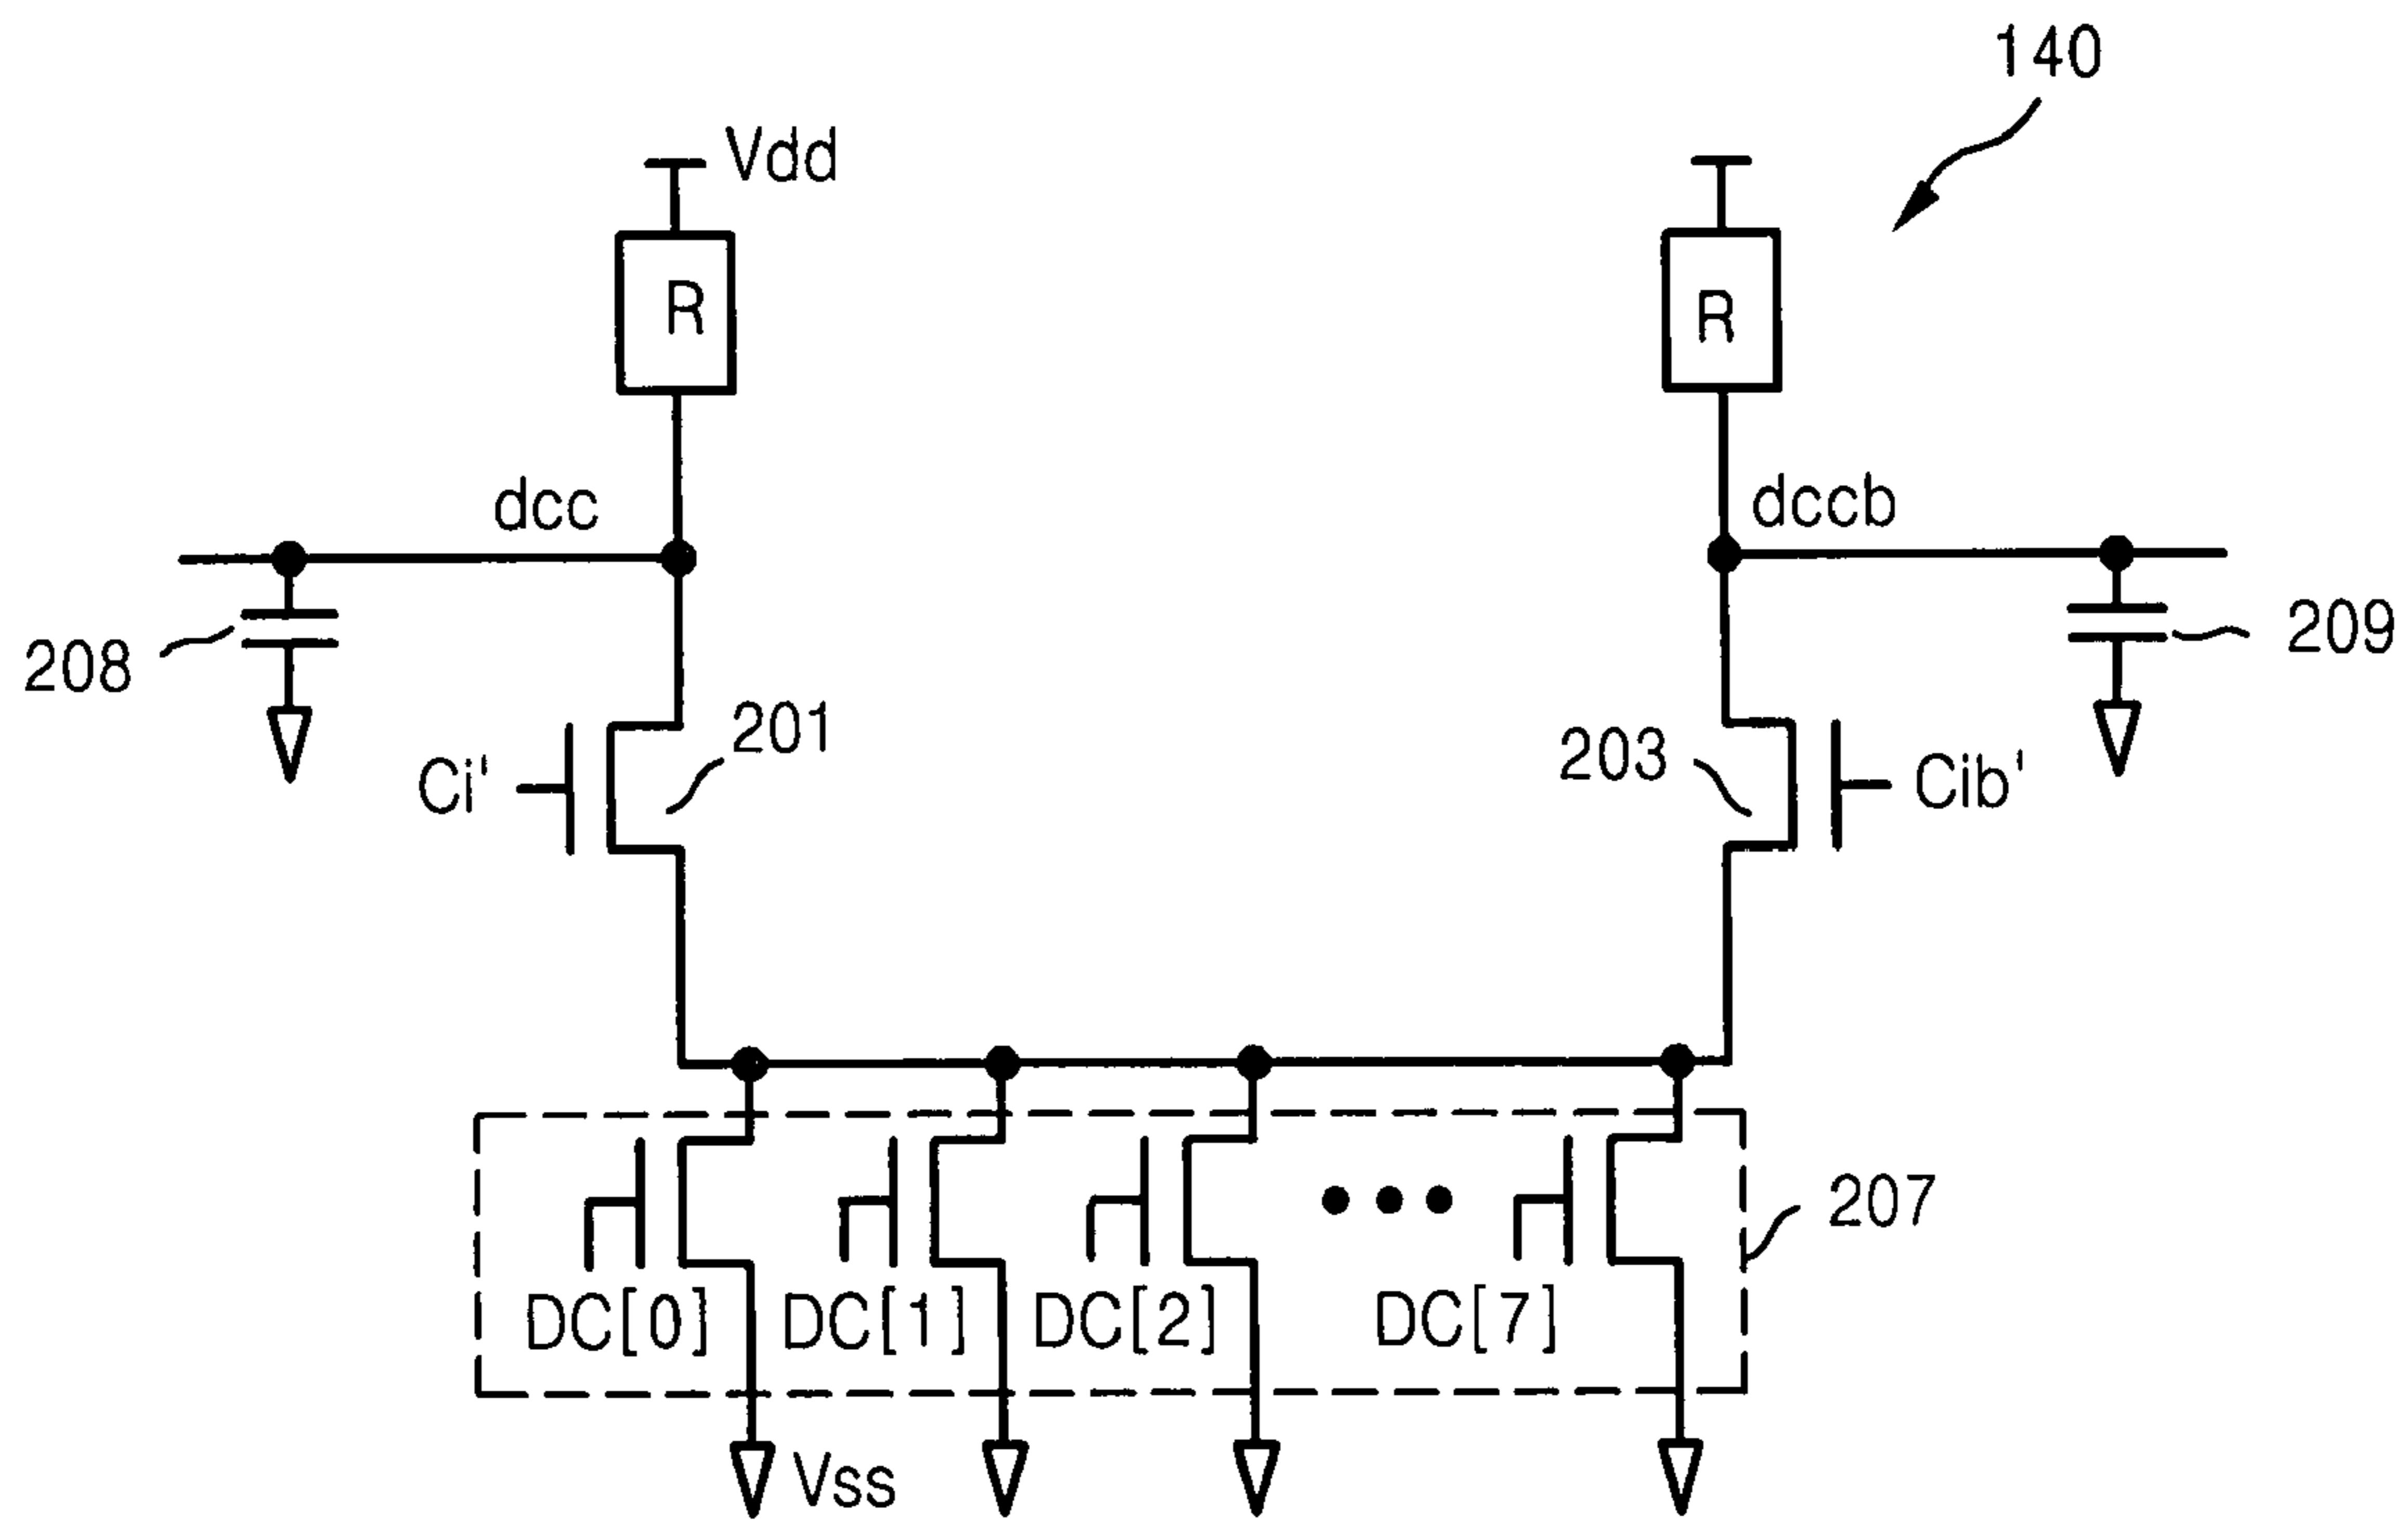 140
Vdd
R
R
dcc
dccb
208
209
201
203
Ci'
Cib'
207
DC[0]
DC[1]
DC[2]
DC[7]
Vss